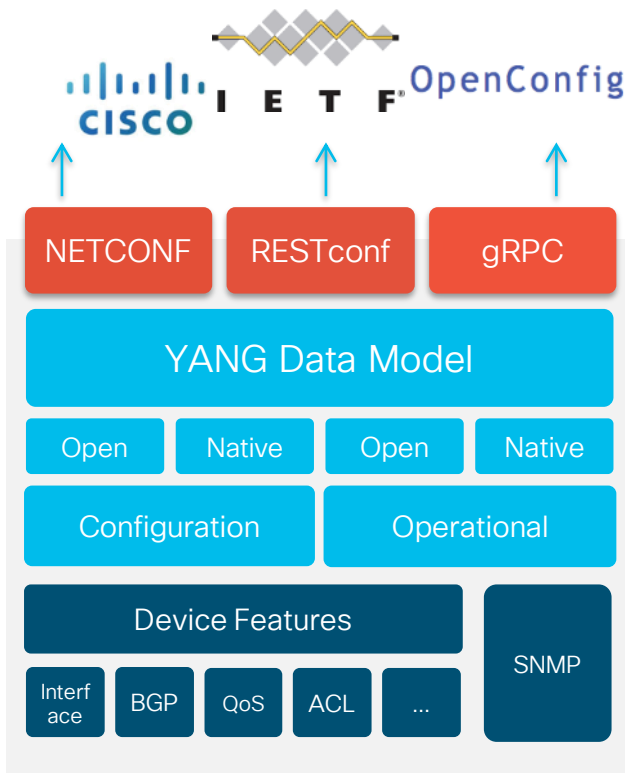 CISCO
IETF®
OpenConfig
NETCONF
RESTconf
gRPC
YANG Data Model
Open
Native
Open
Native
Configuration
Operational
Device Features
SNMP
Interf
ace
BGP
QoS
ACL
...